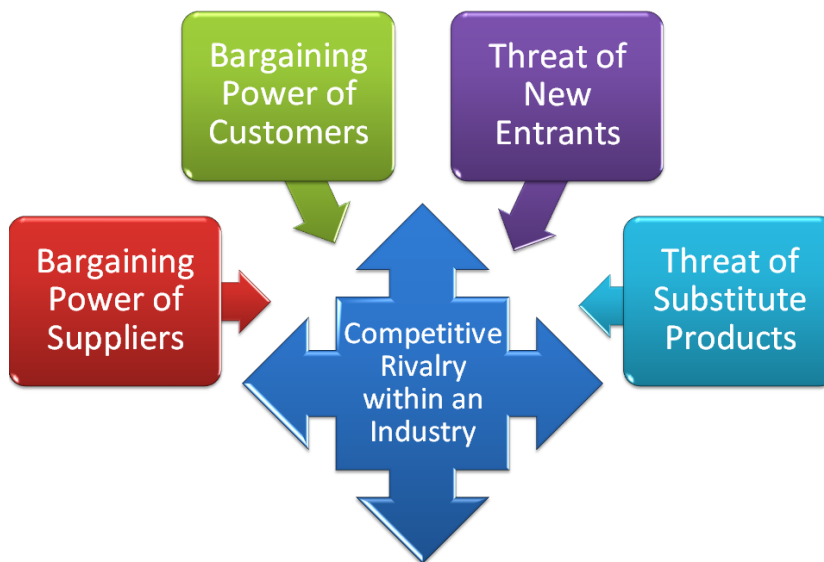 Bargaining
Power of
Customers
Threat of
New
Entrants
Bargaining
Power of
Suppliers
Threat of
Substitute
Products
Competitive
Rivalry
within an
Industry